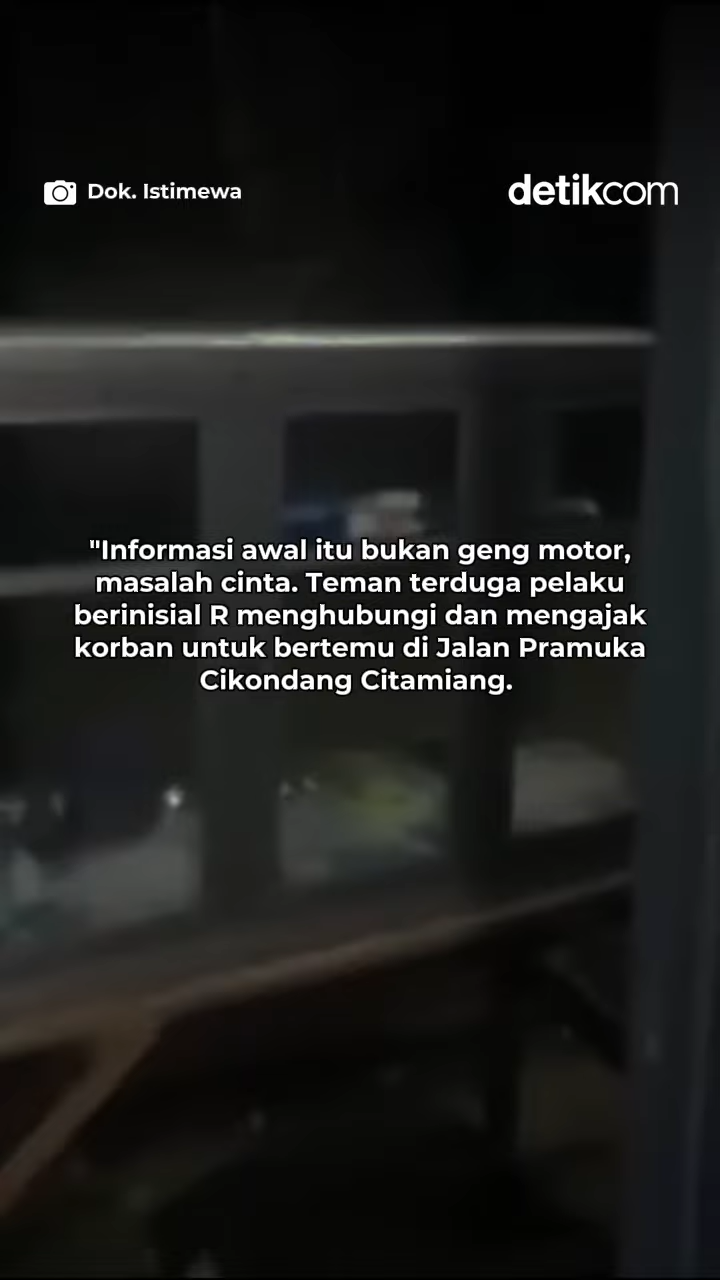 Dok. Istimewa
detikcom
"Informasi awal itu bukan geng motor,
masalah cinta. Teman terduga pelaku
berinisial R menghubungi dan mengajak
korban untuk bertemu di Jalan Pramuka
Cikondang Citamiang.